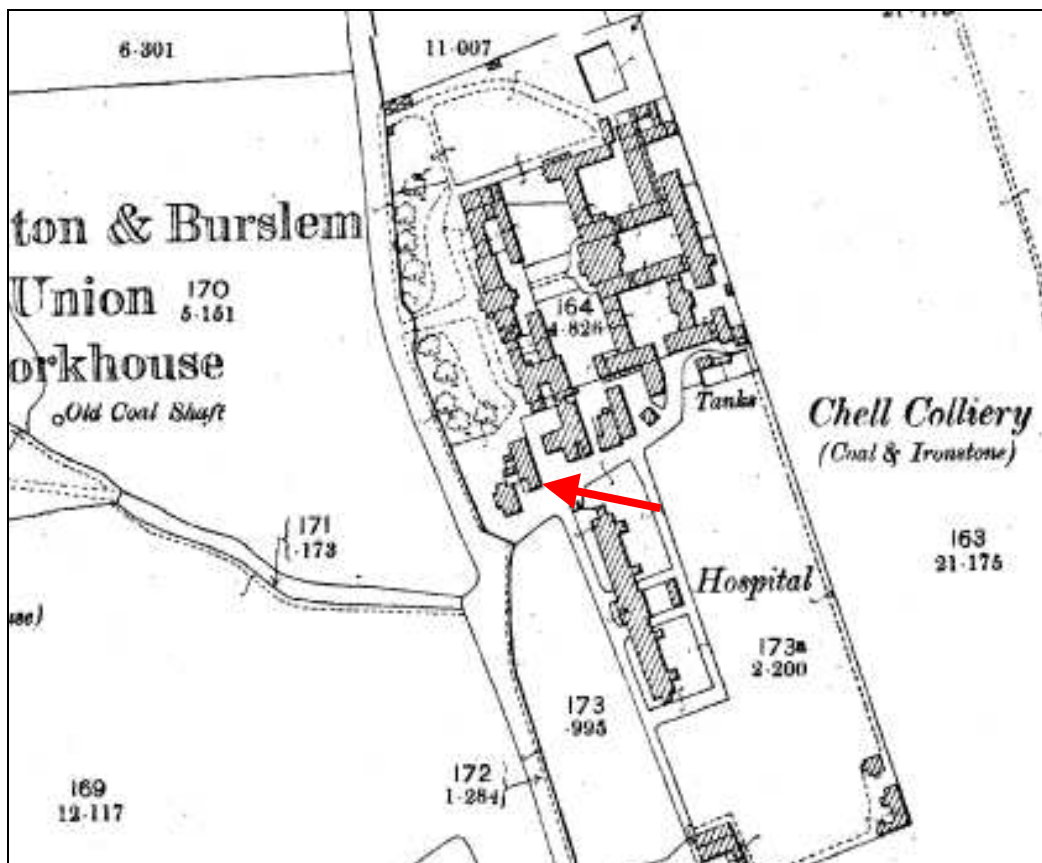 6·301
11·007
ton & Burslem
Union
orkhouse
170
5·151
Old Coal Shaft
164
4·826
Tanks
Chell Colliery
(Coal & Ironstone)
163
21·175
171
·173
Hospital
173a
2·200
173
·995
172
1·284
169
12·117